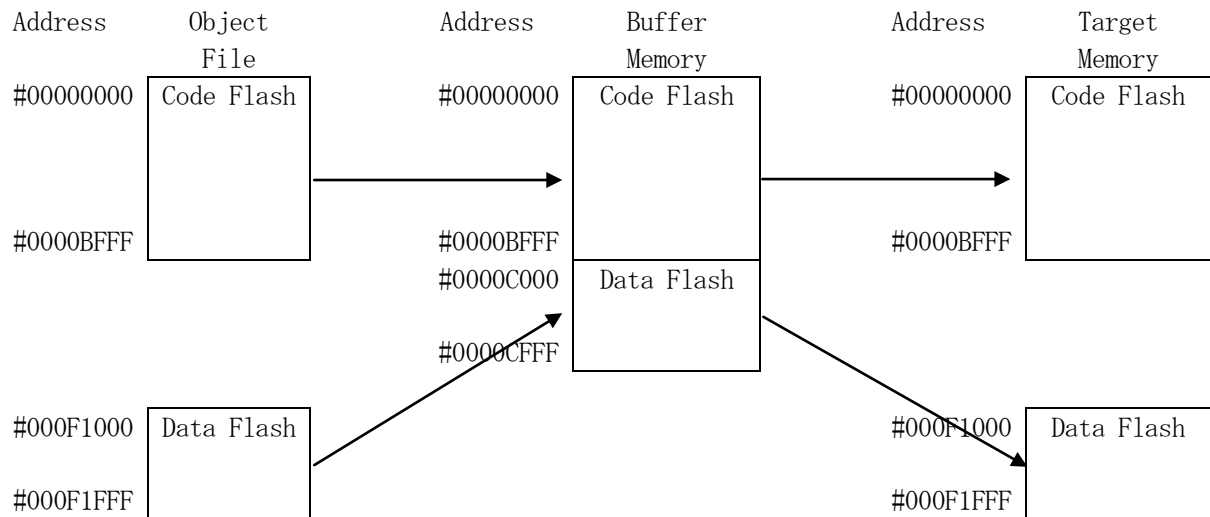 Address Object File Address Buffer Memory Address Target Memory
#00000000 Code Flash #00000000 Code Flash #00000000 Code Flash
#0000BFFF #0000BFFF #0000BFFF
#0000C000 Data Flash
#0000CFFF
#000F1000 Data Flash #000F1000 Data Flash
#000F1FFF #000F1FFF